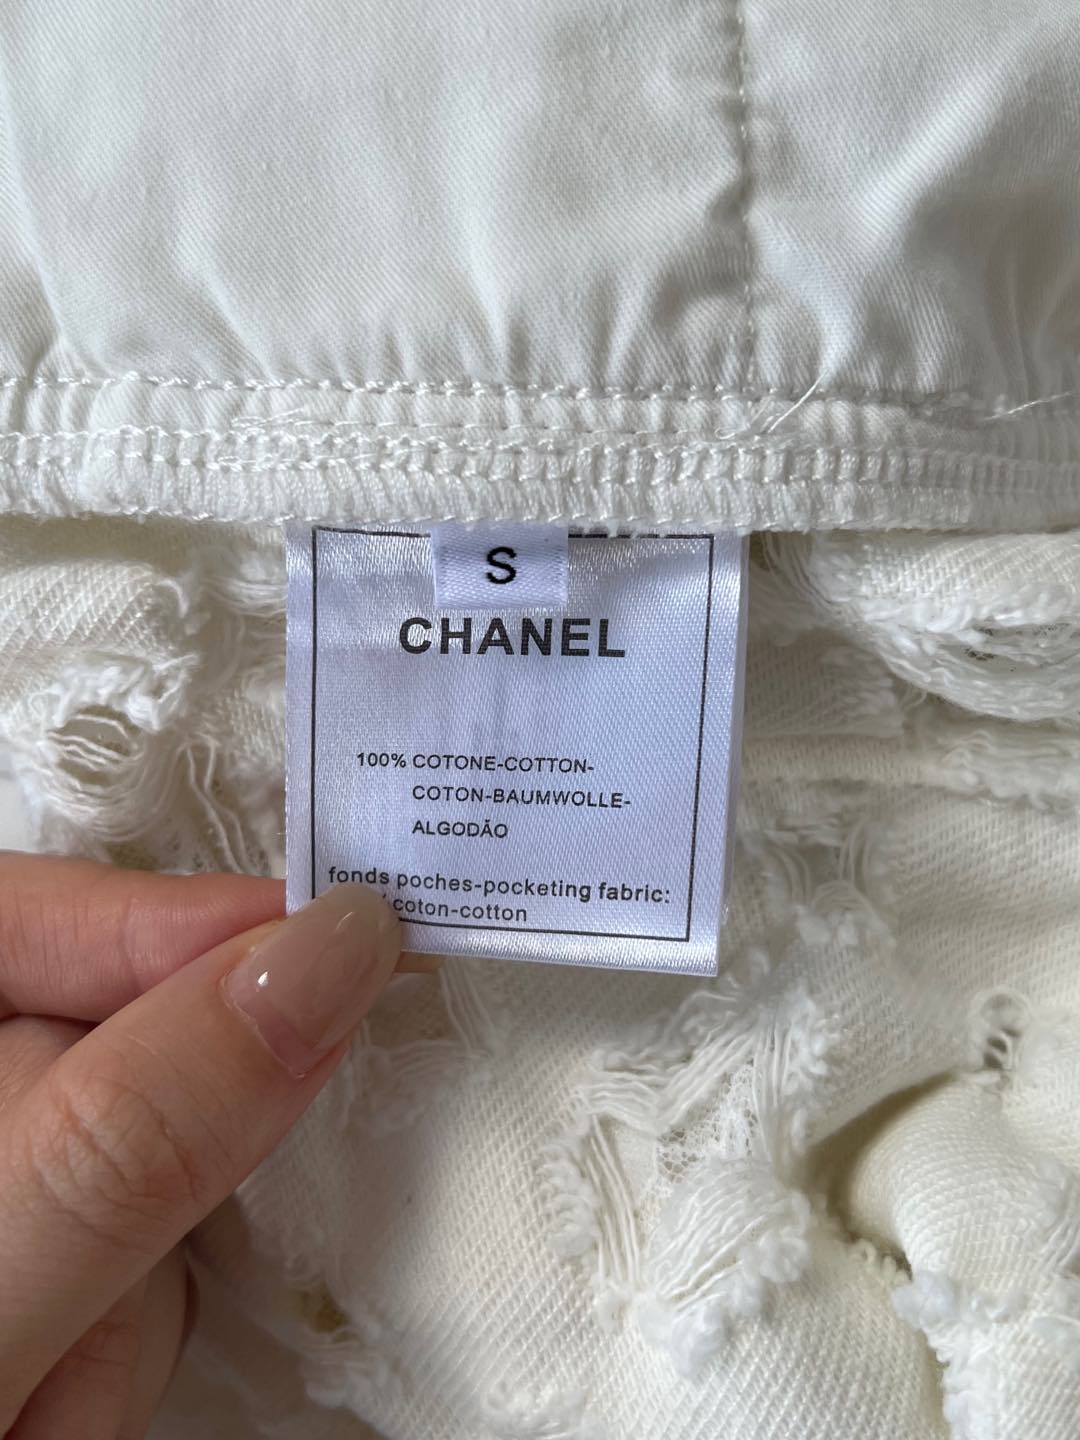 S
CHANEL
100% COTONE-COTTON-
COTON-BAUMWOLLE-
ALGODÃO
fonds poches-pocketing fabric:
coton-cotton